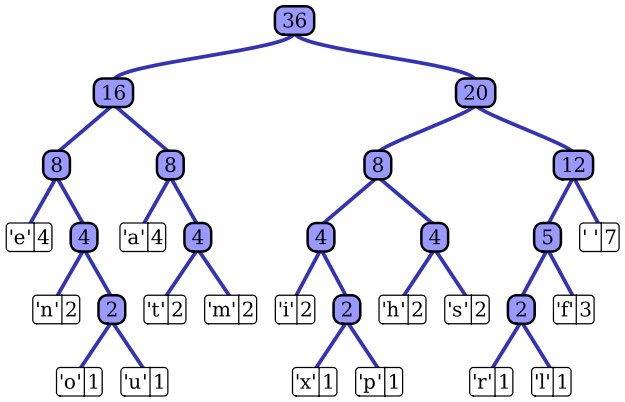 36
16 20
8 8 8 12
'e' 4 4 'a' 4 4 4 4 5 ' ' 7
'n' 2 2 't' 2 'm' 2 'i' 2 2 'h' 2 's' 2 2 'f' 3
'o' 1 'u' 1 'x' 1 'p' 1 'r' 1 'l' 1